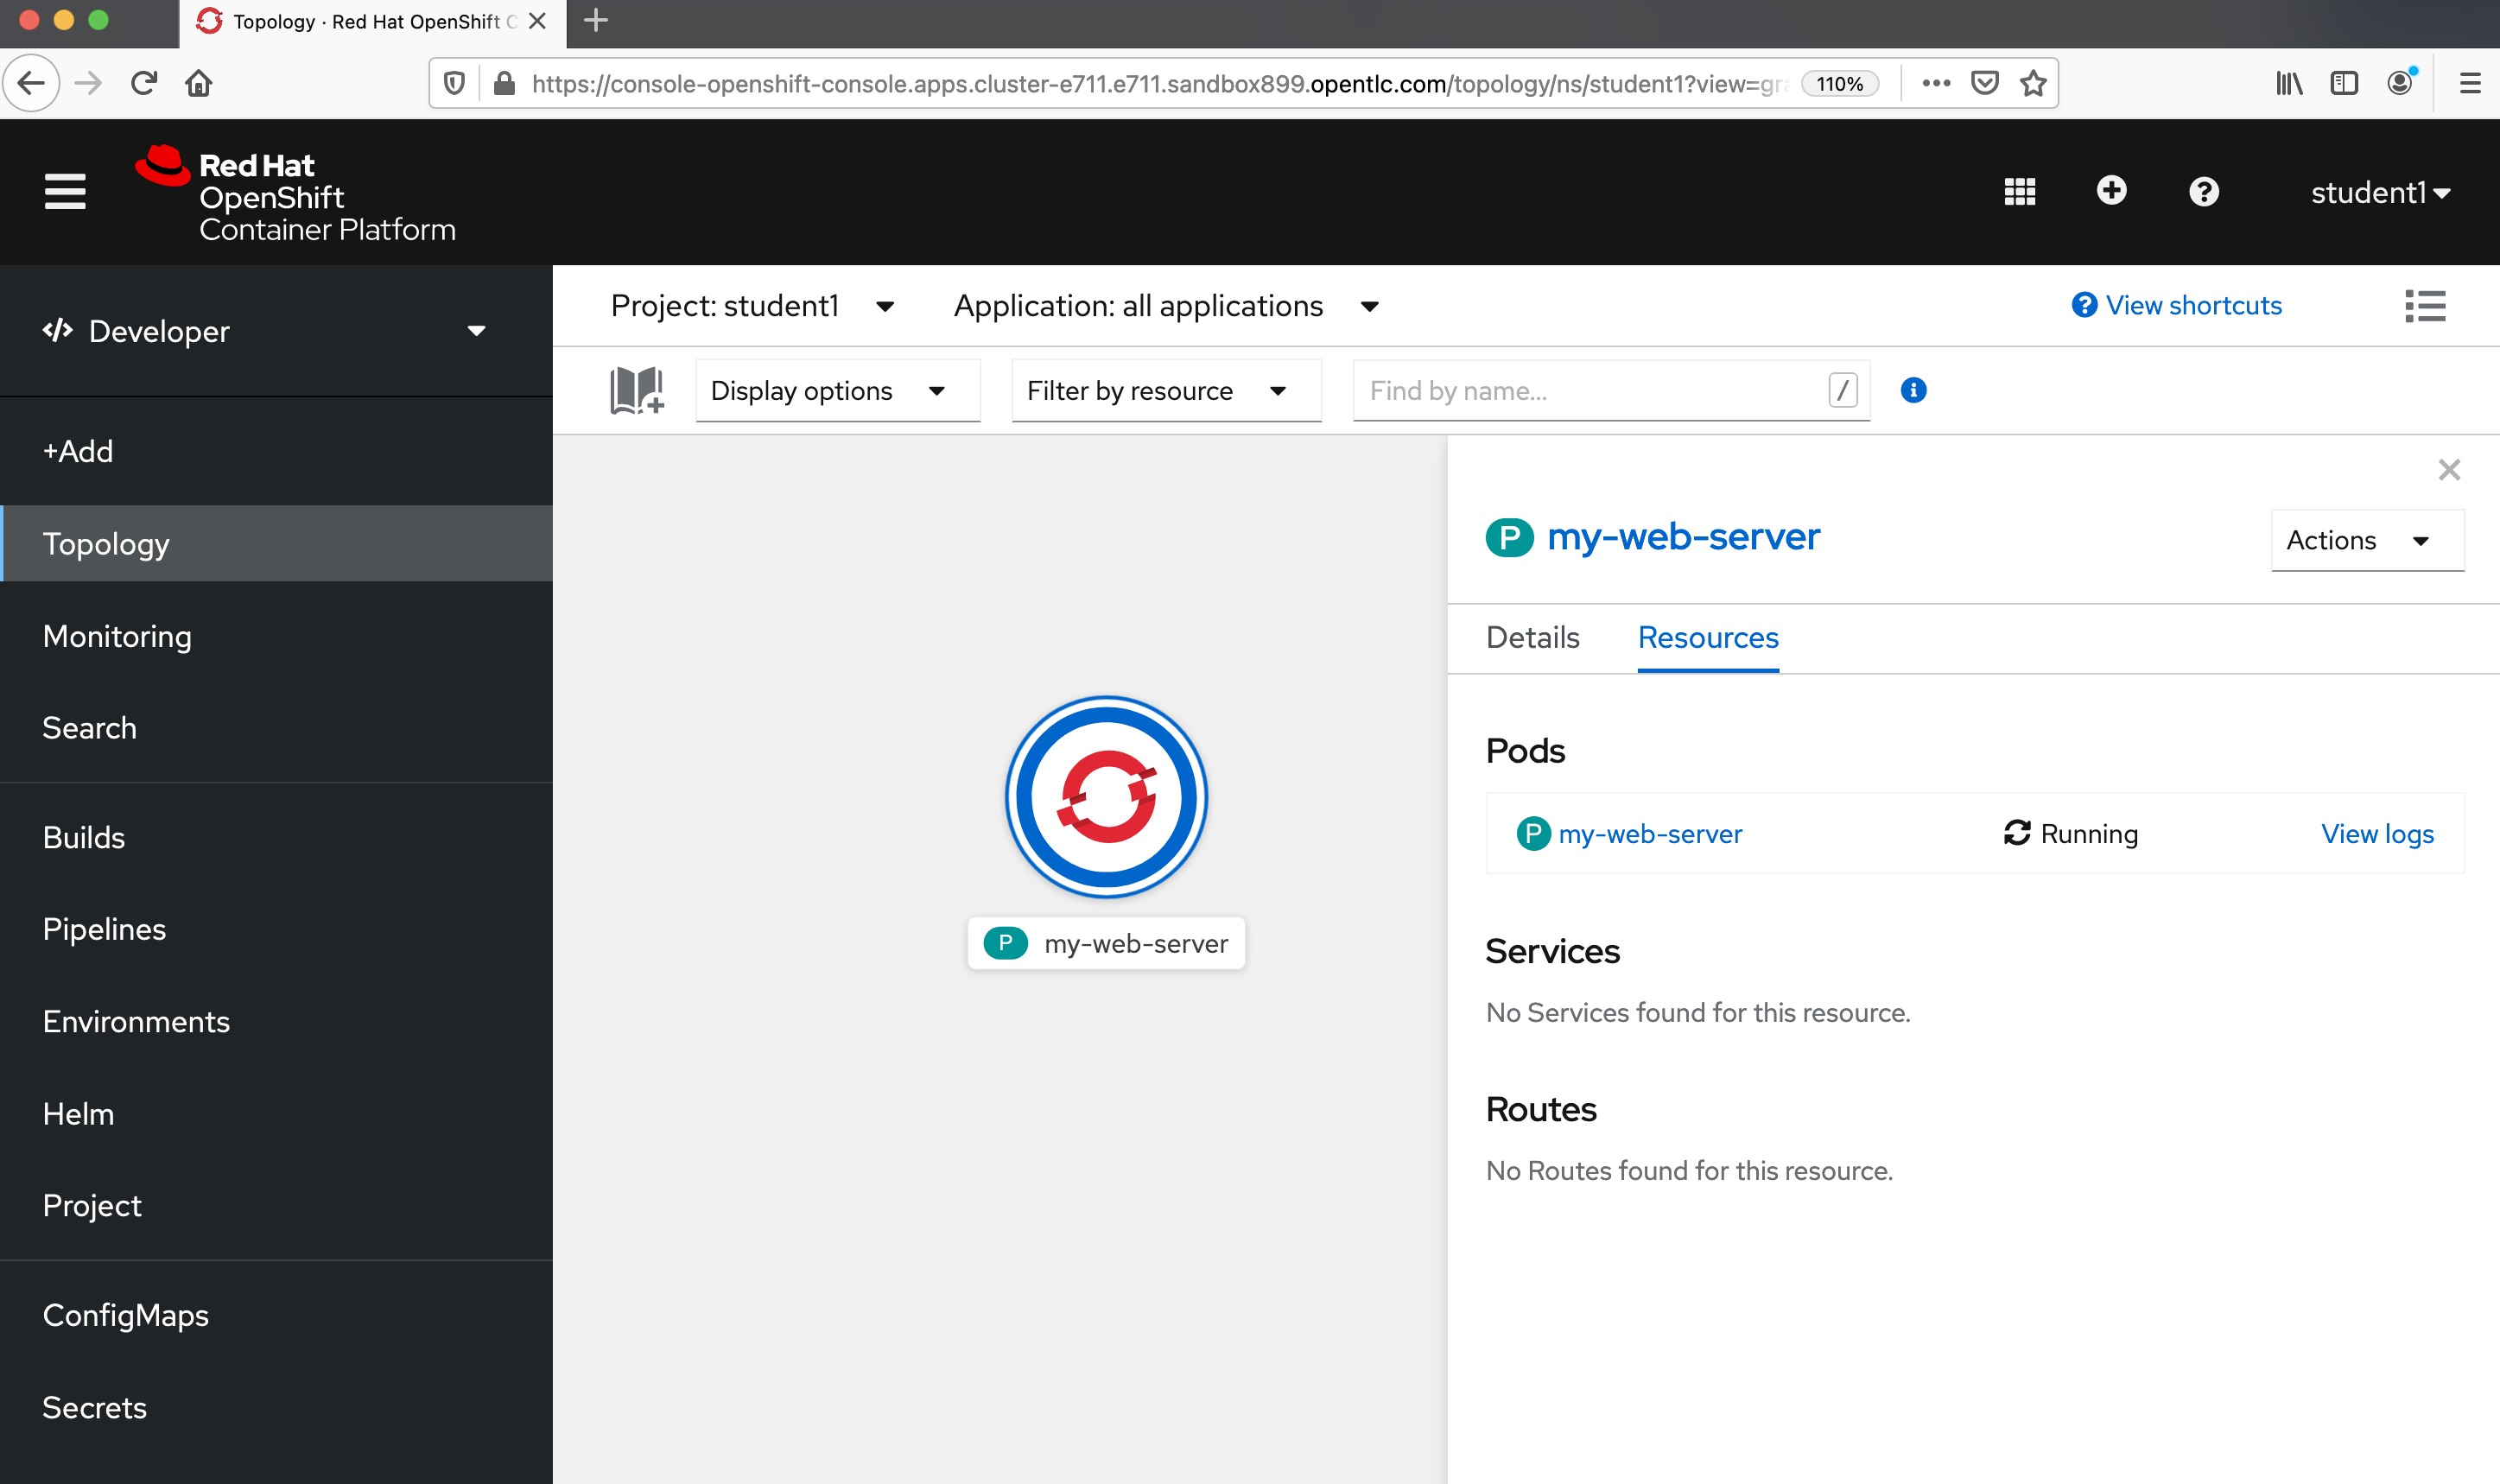 Topology · Red Hat OpenShift
https://console-openshift-console.apps.cluster-e711.e711.sandbox899.opentlc.com/topology/ns/student1?view=gra
110%
Red Hat
OpenShift
Container Platform
student1
Developer
Project: student1
Application: all applications
View shortcuts
Display options
Filter by resource
Find by name...
/
+Add
Topology
Monitoring
Search
Builds
Pipelines
Environments
Helm
Project
ConfigMaps
Secrets
P my-web-server
P my-web-server
Actions
Details
Resources
Pods
P my-web-server
Running
View logs
Services
No Services found for this resource.
Routes
No Routes found for this resource.